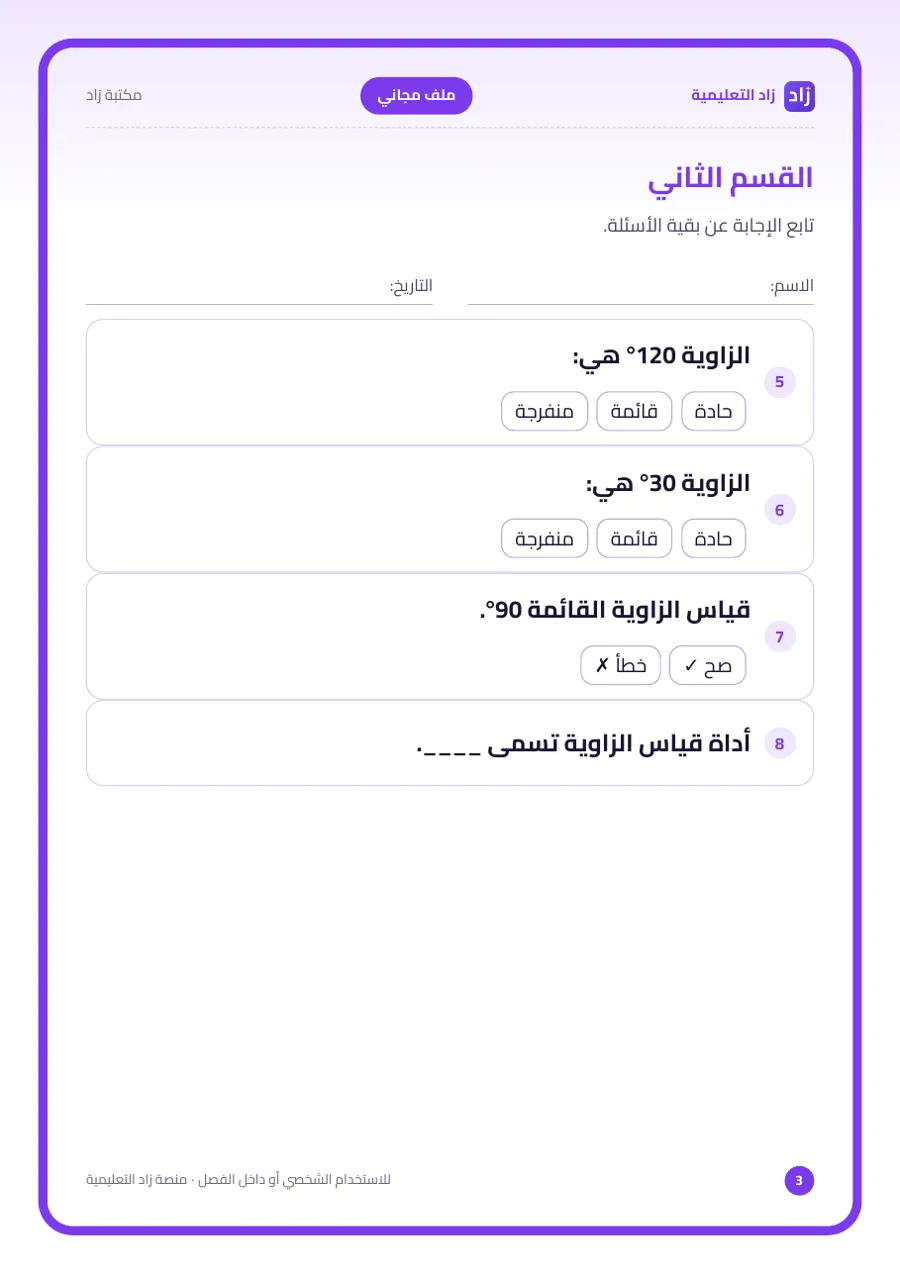 زاد
زاد التعليمية
ملف مجاني
مكتبة زاد
القسم الثاني
تابع الإجابة عن بقية الأسئلة.
الاسم:
التاريخ:
5
الزاوية 120° هي:
حادة
قائمة
منفرجة
6
الزاوية 30° هي:
حادة
قائمة
منفرجة
7
قياس الزاوية القائمة 90°.
صح ✓
خطأ ✗
8
أداة قياس الزاوية تسمى ____.
3
للاستخدام الشخصي أو داخل الفصل · منصة زاد التعليمية